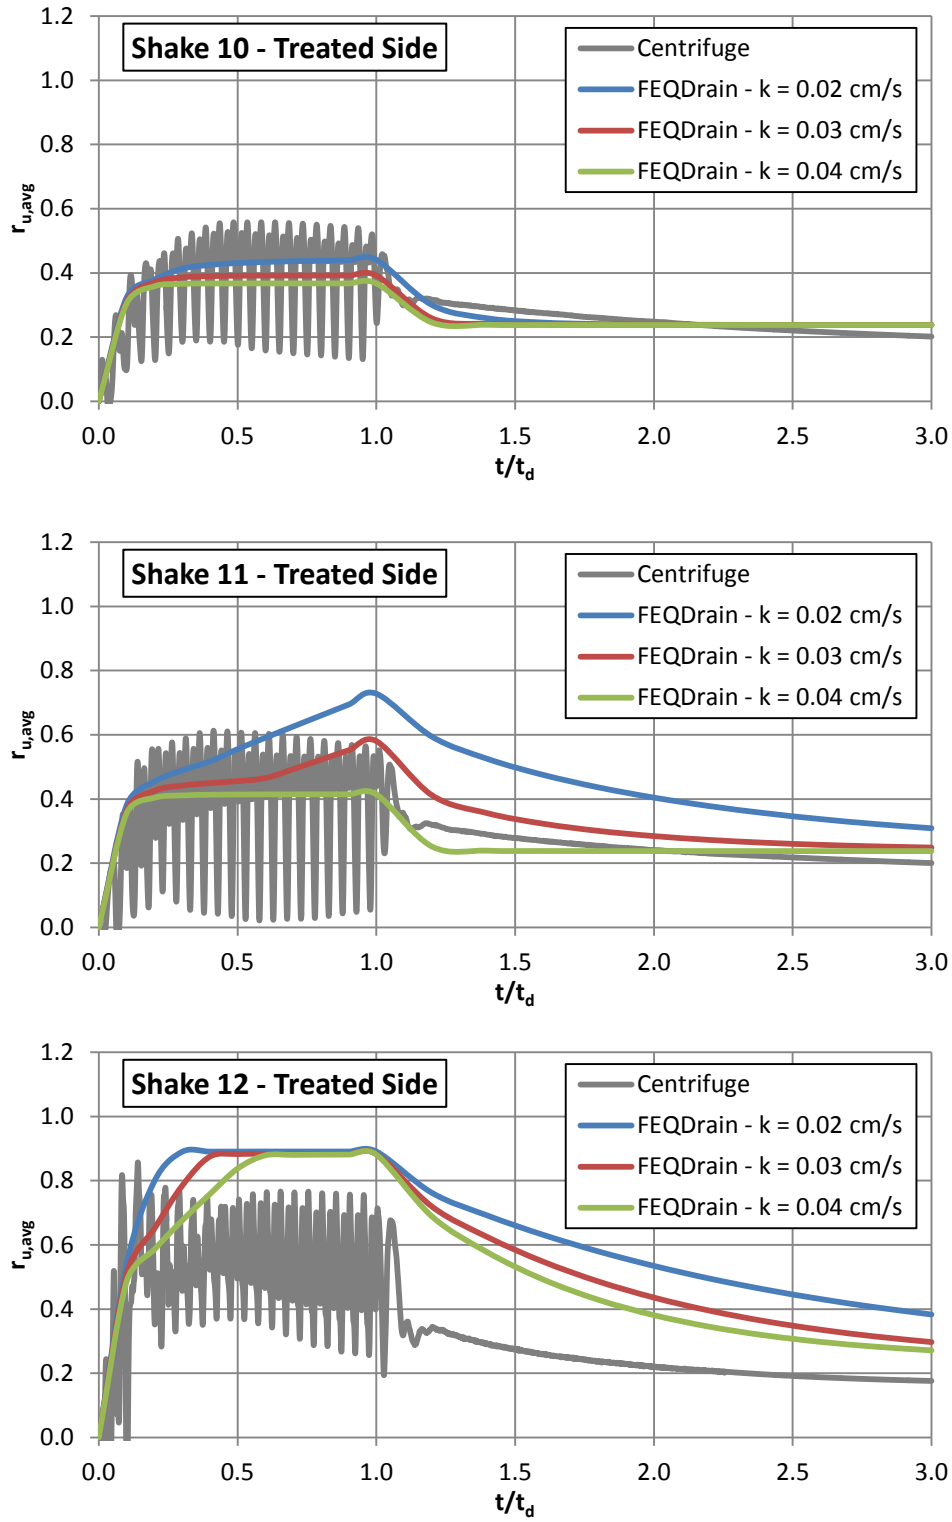 1.2
1.0
0.8
0.6
0.4
0.2
0.0
r_u,avg
Shake 10 - Treated Side
Centrifuge
FEQDrain - k = 0.02 cm/s
FEQDrain - k = 0.03 cm/s
FEQDrain - k = 0.04 cm/s
0.0 0.5 1.0 1.5 2.0 2.5 3.0
t/t_d
1.2
1.0
0.8
0.6
0.4
0.2
0.0
r_u,avg
Shake 11 - Treated Side
Centrifuge
FEQDrain - k = 0.02 cm/s
FEQDrain - k = 0.03 cm/s
FEQDrain - k = 0.04 cm/s
0.0 0.5 1.0 1.5 2.0 2.5 3.0
t/t_d
1.2
1.0
0.8
0.6
0.4
0.2
0.0
r_u,avg
Shake 12 - Treated Side
Centrifuge
FEQDrain - k = 0.02 cm/s
FEQDrain - k = 0.03 cm/s
FEQDrain - k = 0.04 cm/s
0.0 0.5 1.0 1.5 2.0 2.5 3.0
t/t_d